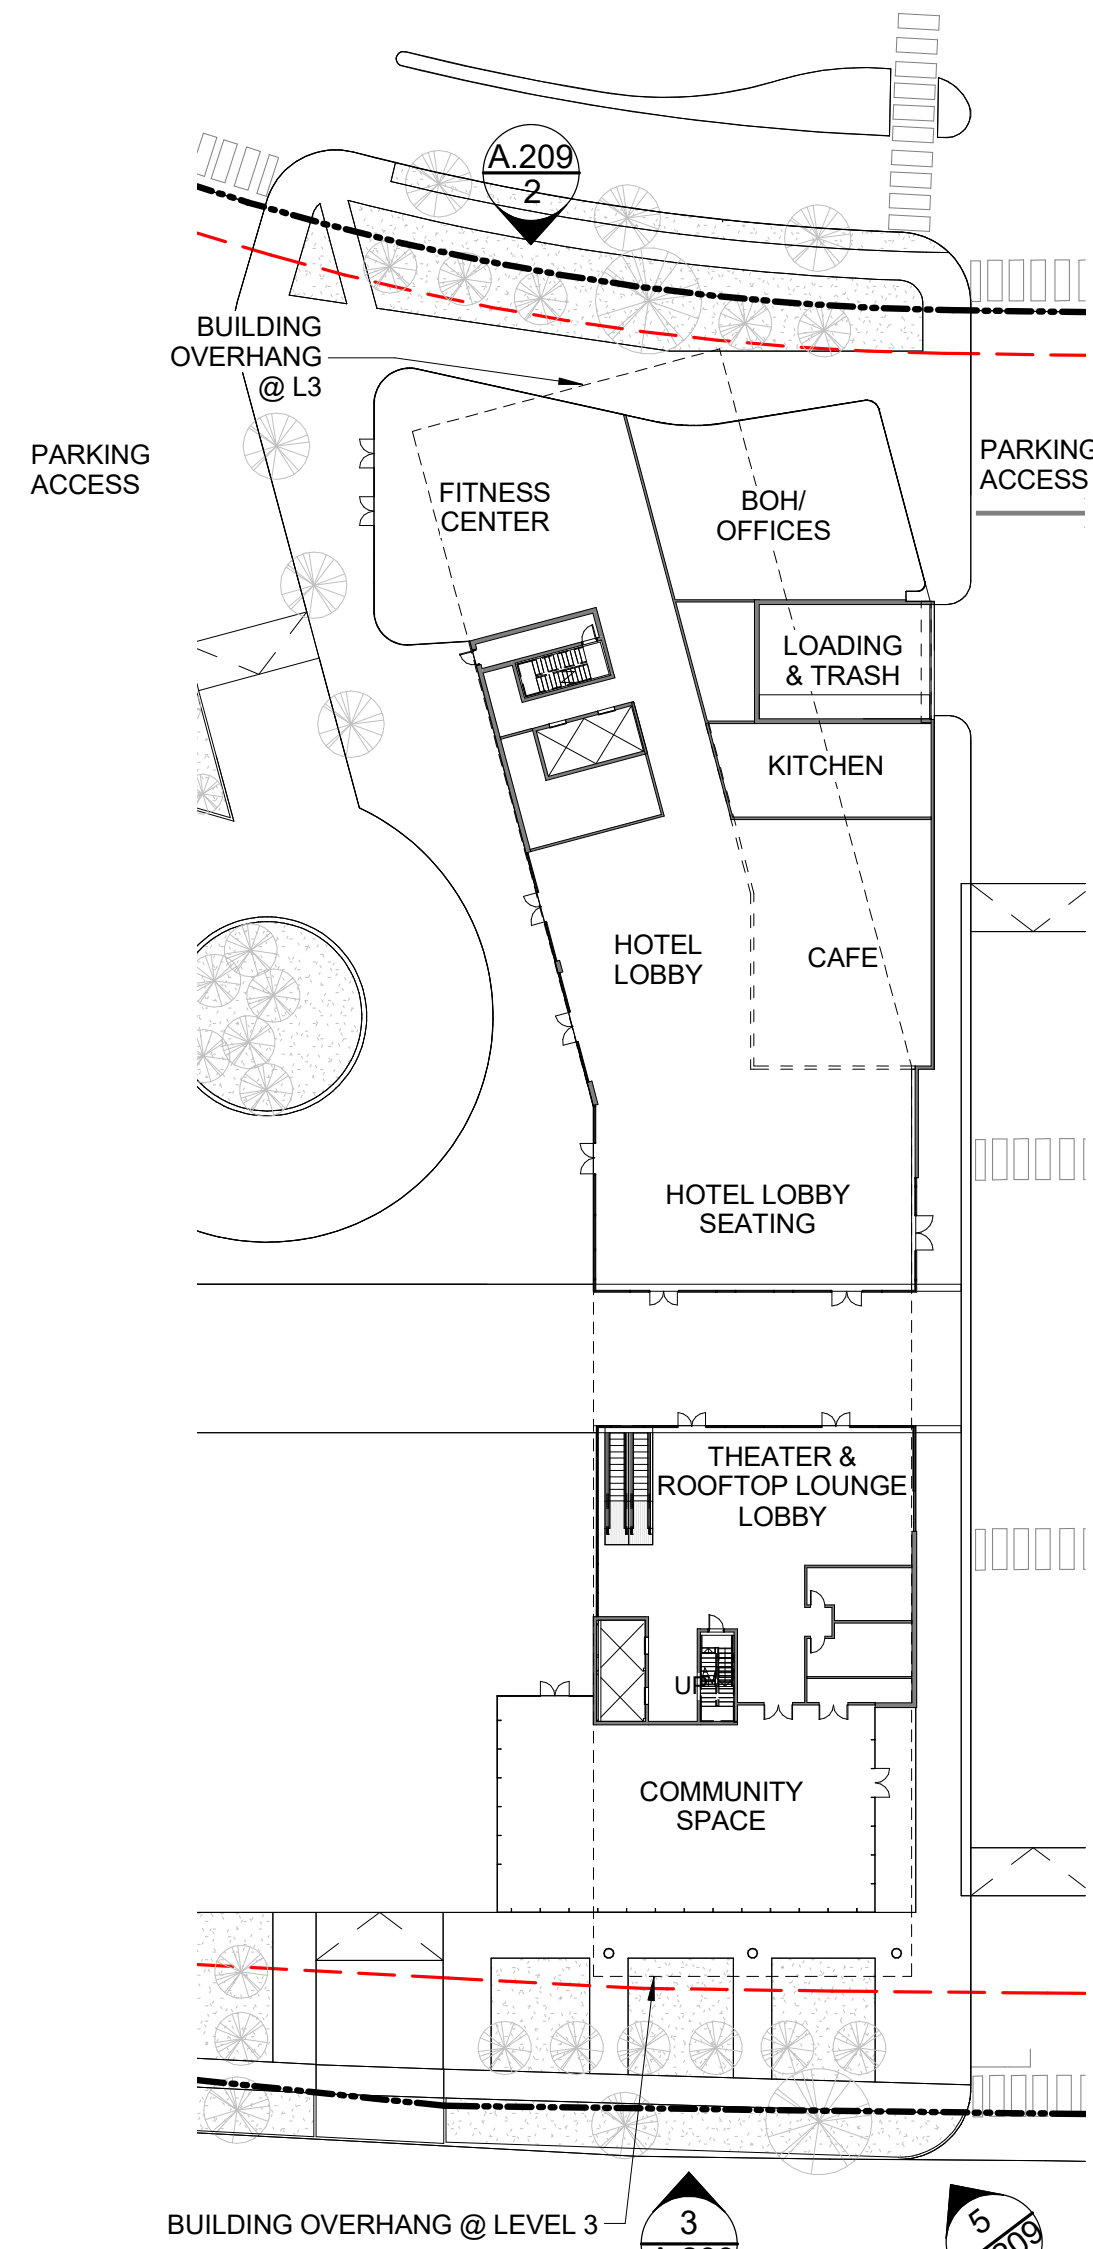 A.209
2
BUILDING
OVERHANG
@ L3
PARKING
ACCESS
PARKING
ACCESS
FITNESS
CENTER
BOH/
OFFICES
LOADING
& TRASH
KITCHEN
HOTEL
LOBBY
CAFE
HOTEL LOBBY
SEATING
THEATER &
ROOFTOP LOUNGE
LOBBY
UP
COMMUNITY
SPACE
BUILDING OVERHANG @ LEVEL 3
3
5